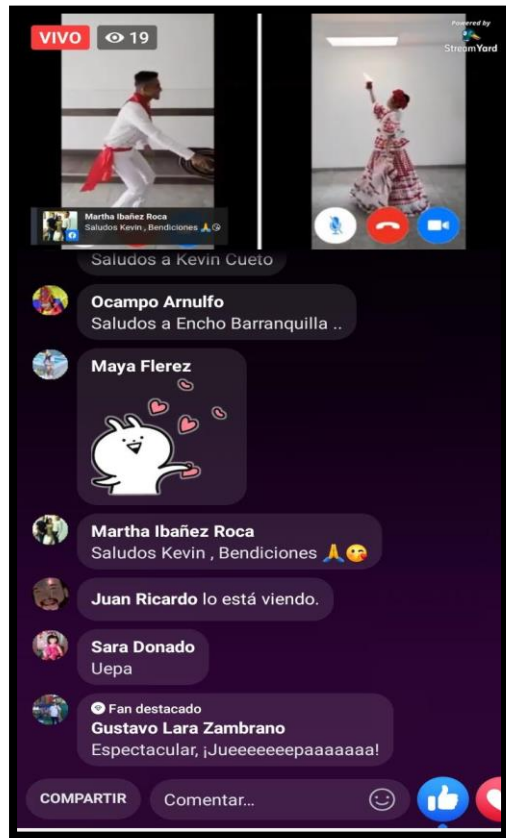 VIVO 19
Powered by
StreamYard
Martha Ibañez Roca
Saludos Kevin , Bendiciones 🙏😘
Saludos a Kevin Cueto
Ocampo Arnulfo
Saludos a Encho Barranquilla ..
Maya Flerez
Martha Ibañez Roca
Saludos Kevin , Bendiciones 🙏😘
Juan Ricardo lo está viendo.
Sara Donado
Uepa
Fan destacado
Gustavo Lara Zambrano
Espectacular, ¡Jueeeeeeepaaaaaaa!
COMPARTIR
Comentar...